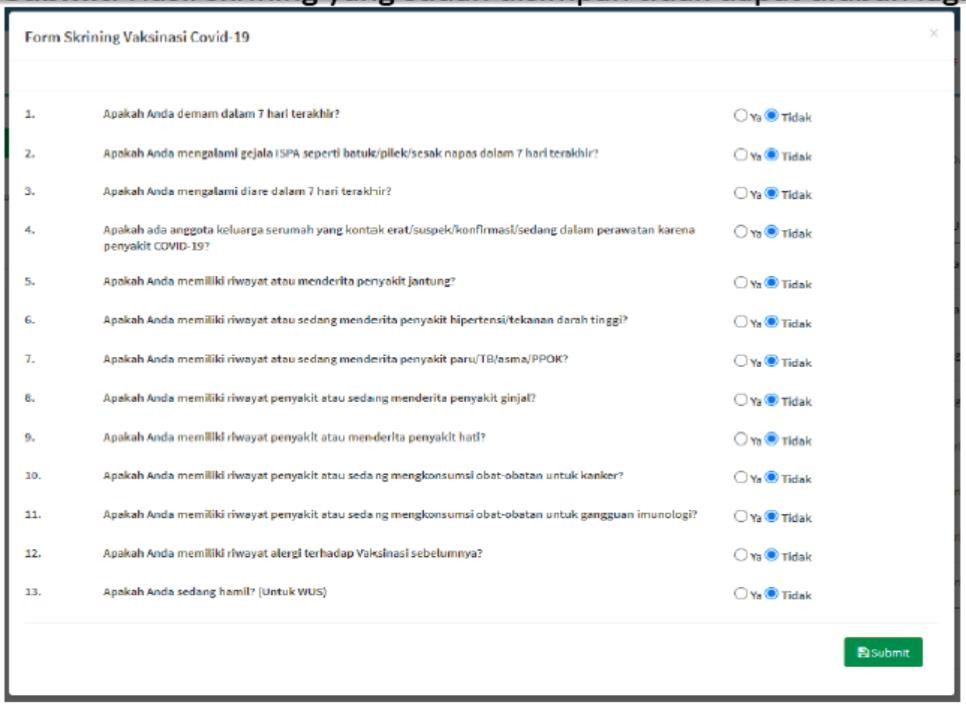 Form Skrining Vaksinasi Covid-19
×
1. Apakah Anda demam dalam 7 hari terakhir? Ya Tidak
2. Apakah Anda mengalami gejala ISPA seperti batuk/pilek/sesak napas dalam 7 hari terakhir? Ya Tidak
3. Apakah Anda mengalami diare dalam 7 hari terakhir? Ya Tidak
4. Apakah ada anggota keluarga serumah yang kontak erat/suspek/konfirmasi/sedang dalam perawatan karena Ya Tidak
penyakit COVID-19?
5. Apakah Anda memiliki riwayat atau menderita penyakit jantung? Ya Tidak
6. Apakah Anda memiliki riwayat atau sedang menderita penyakit hipertensi/tekanan darah tinggi? Ya Tidak
7. Apakah Anda memiliki riwayat atau sedang menderita penyakit paru/TB/asma/PPOK? Ya Tidak
8. Apakah Anda memiliki riwayat penyakit atau sedang menderita penyakit ginjal? Ya Tidak
9. Apakah Anda memiliki riwayat penyakit atau menderita penyakit hati? Ya Tidak
10. Apakah Anda memiliki riwayat penyakit atau sedang mengkonsumsi obat-obatan untuk kanker? Ya Tidak
11. Apakah Anda memiliki riwayat penyakit atau sedang mengkonsumsi obat-obatan untuk gangguan imunologi? Ya Tidak
12. Apakah Anda memiliki riwayat alergi terhadap Vaksinasi sebelumnya? Ya Tidak
13. Apakah Anda sedang hamil? (Untuk WUS) Ya Tidak
Submit